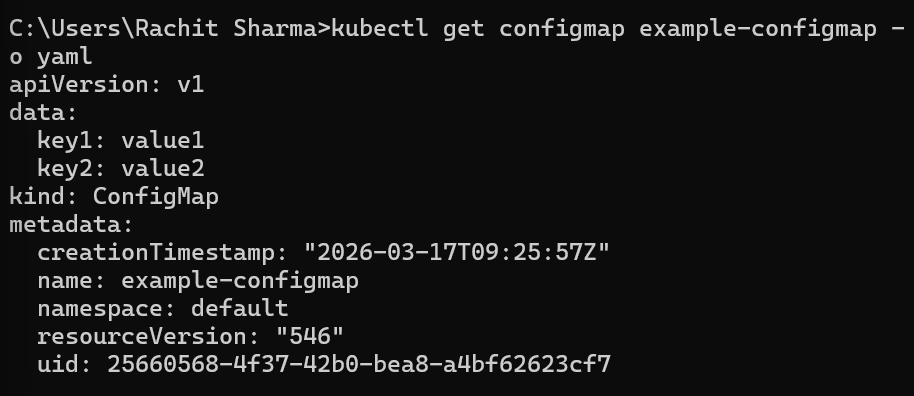 C:\Users\Rachit Sharma>kubectl get configmap example-configmap -
o yaml
apiVersion: v1
data:
  key1: value1
  key2: value2
kind: ConfigMap
metadata:
  creationTimestamp: "2026-03-17T09:25:57Z"
  name: example-configmap
  namespace: default
  resourceVersion: "546"
  uid: 25660568-4f37-42b0-bea8-a4bf62623cf7